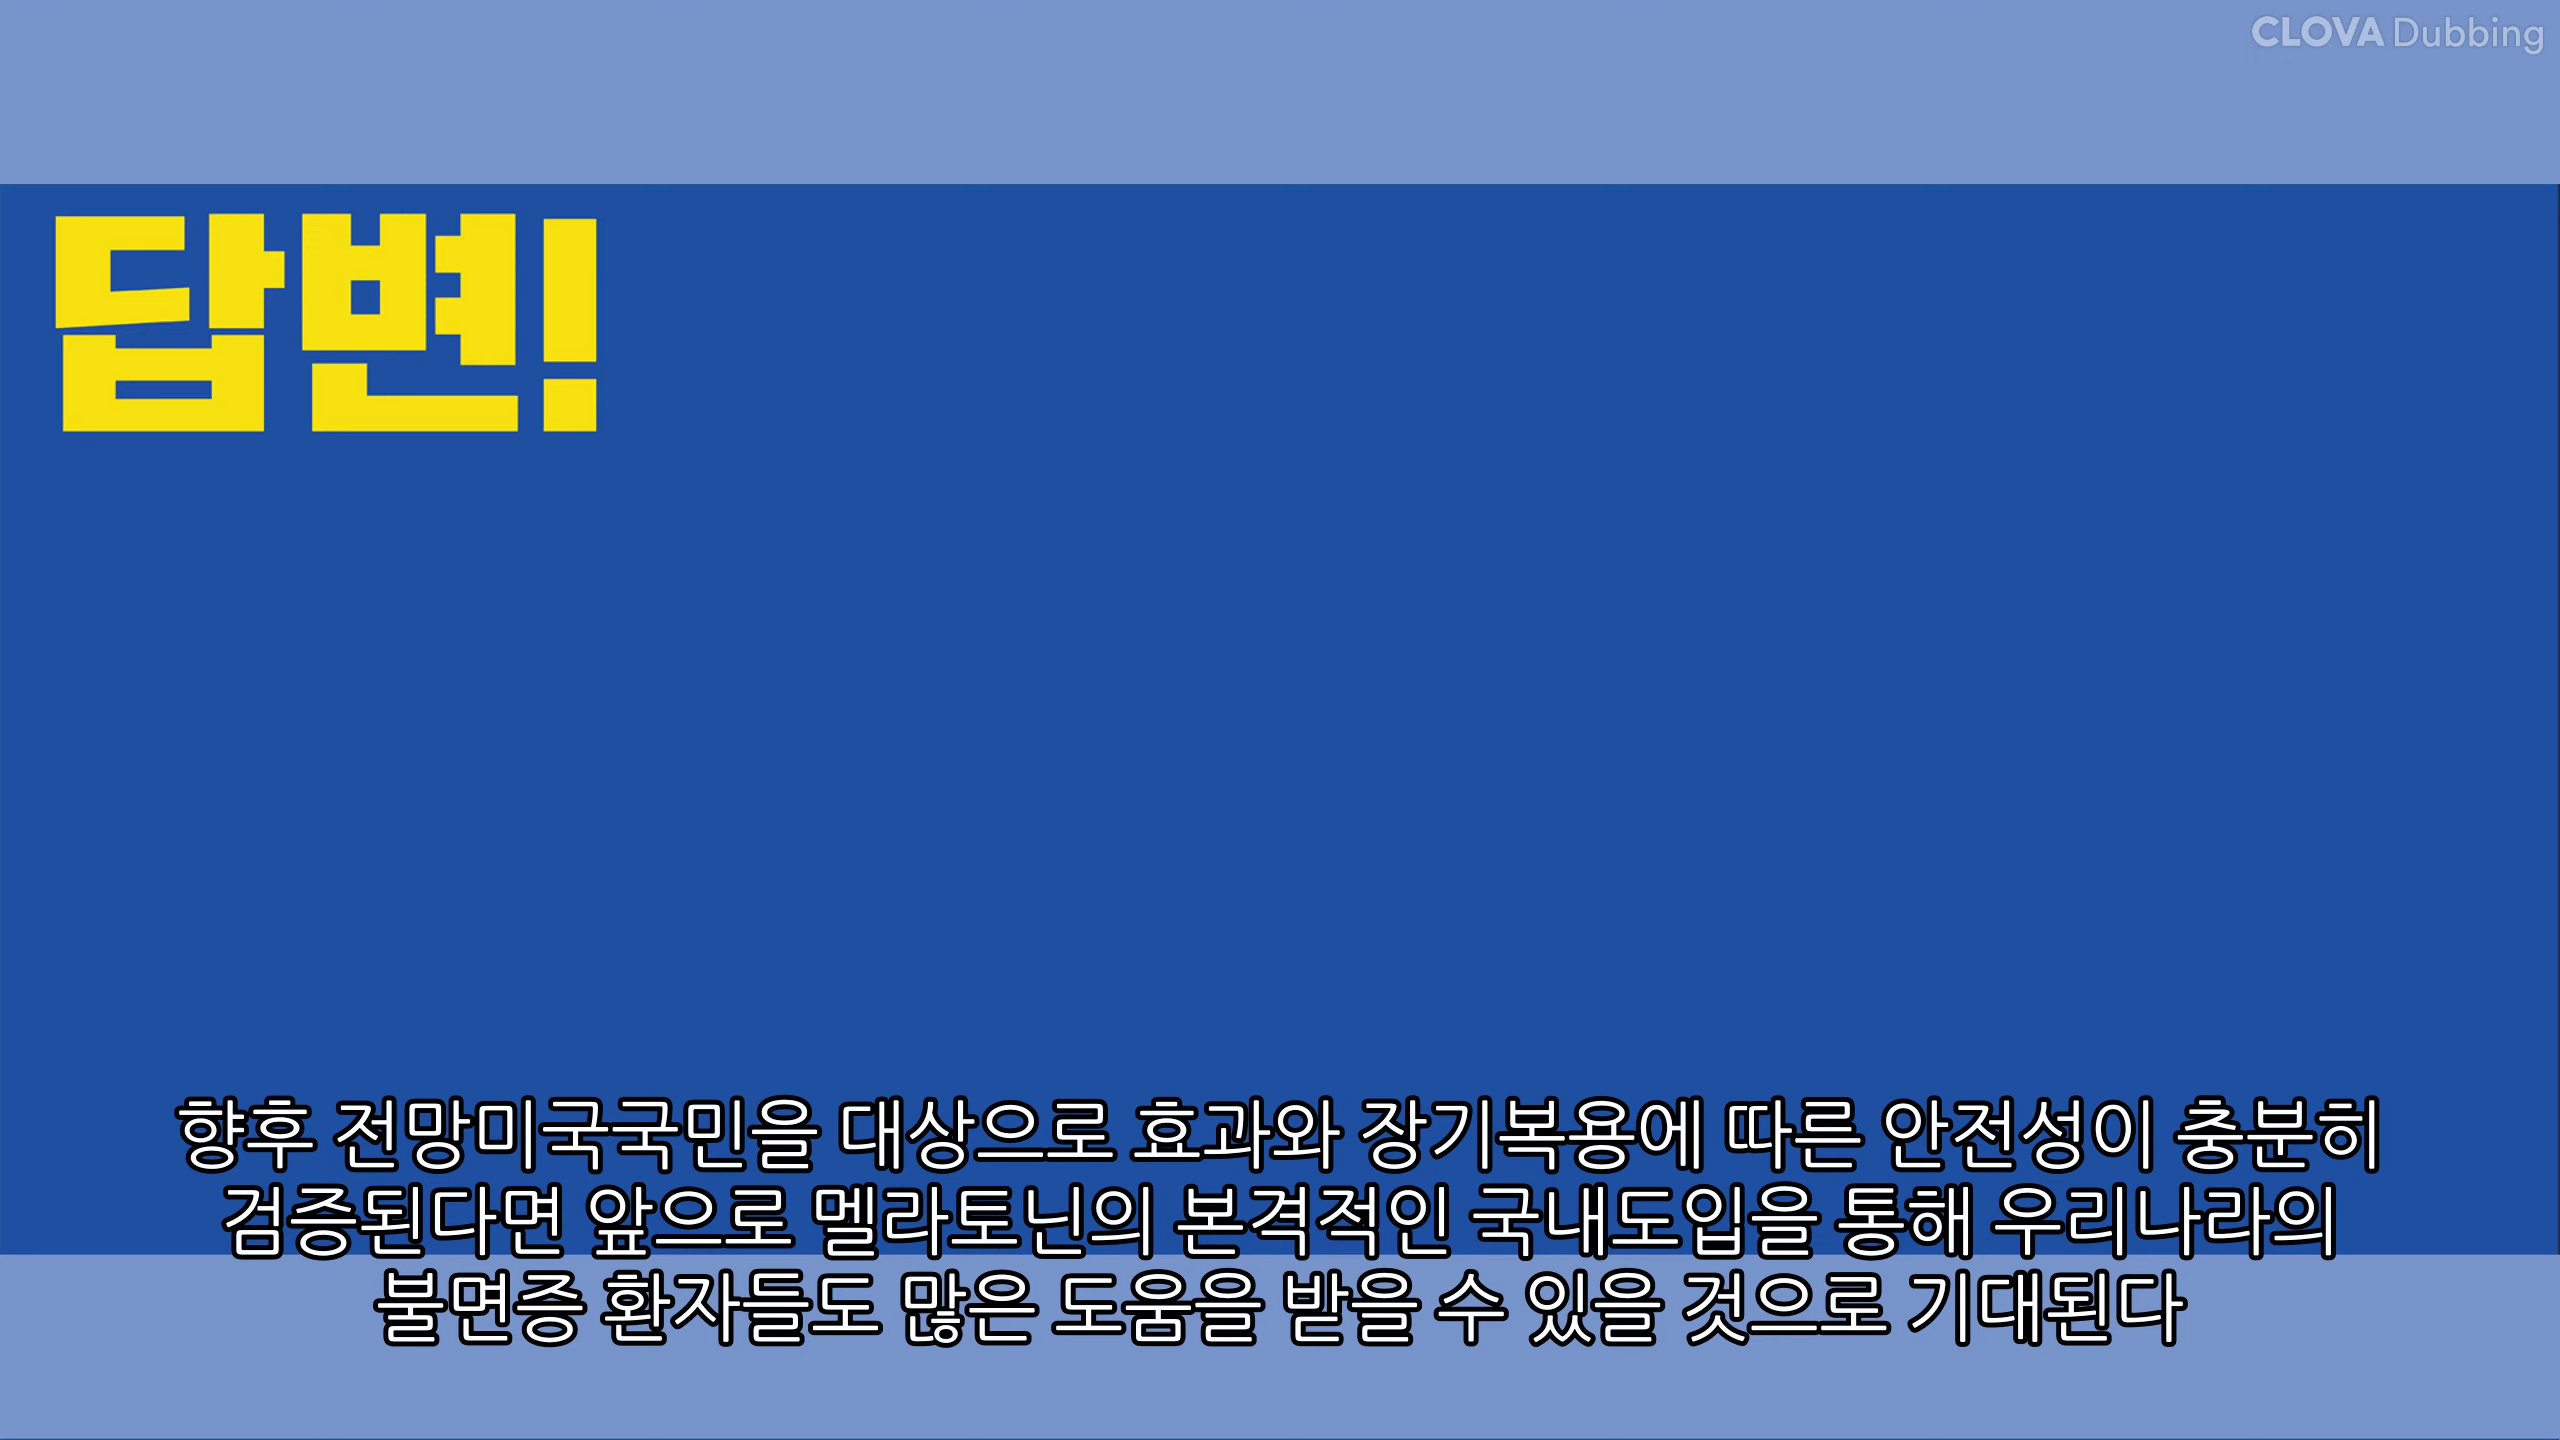 CLOVA Dubbing
답변!
향후 전망미국국민을 대상으로 효과와 장기복용에 따른 안전성이 충분히
검증된다면 앞으로 멜라토닌의 본격적인 국내도입을 통해 우리나라의
불면증 환자들도 많은 도움을 받을 수 있을 것으로 기대된다